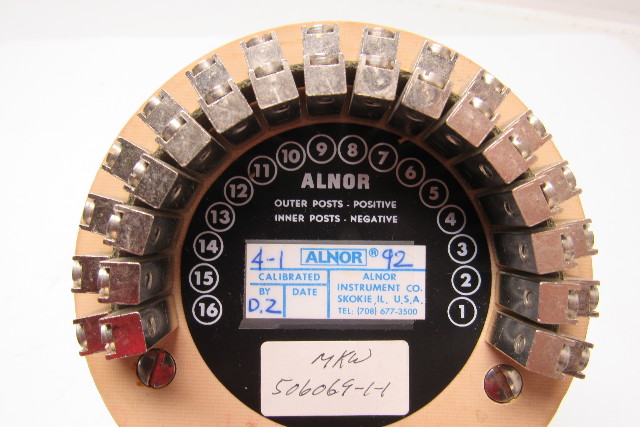 16 15 14 13 12 11 10 9 8 7 6 5 4 3 2 1
ALNOR
OUTER POSTS - POSITIVE
INNER POSTS - NEGATIVE
4-1 ALNOR® 92
CALIBRATED
BY DATE
D.Z
ALNOR
INSTRUMENT CO.
SKOKIE, IL, U.S.A.
TEL: (708) 677-3500
MKW
506069-1-1